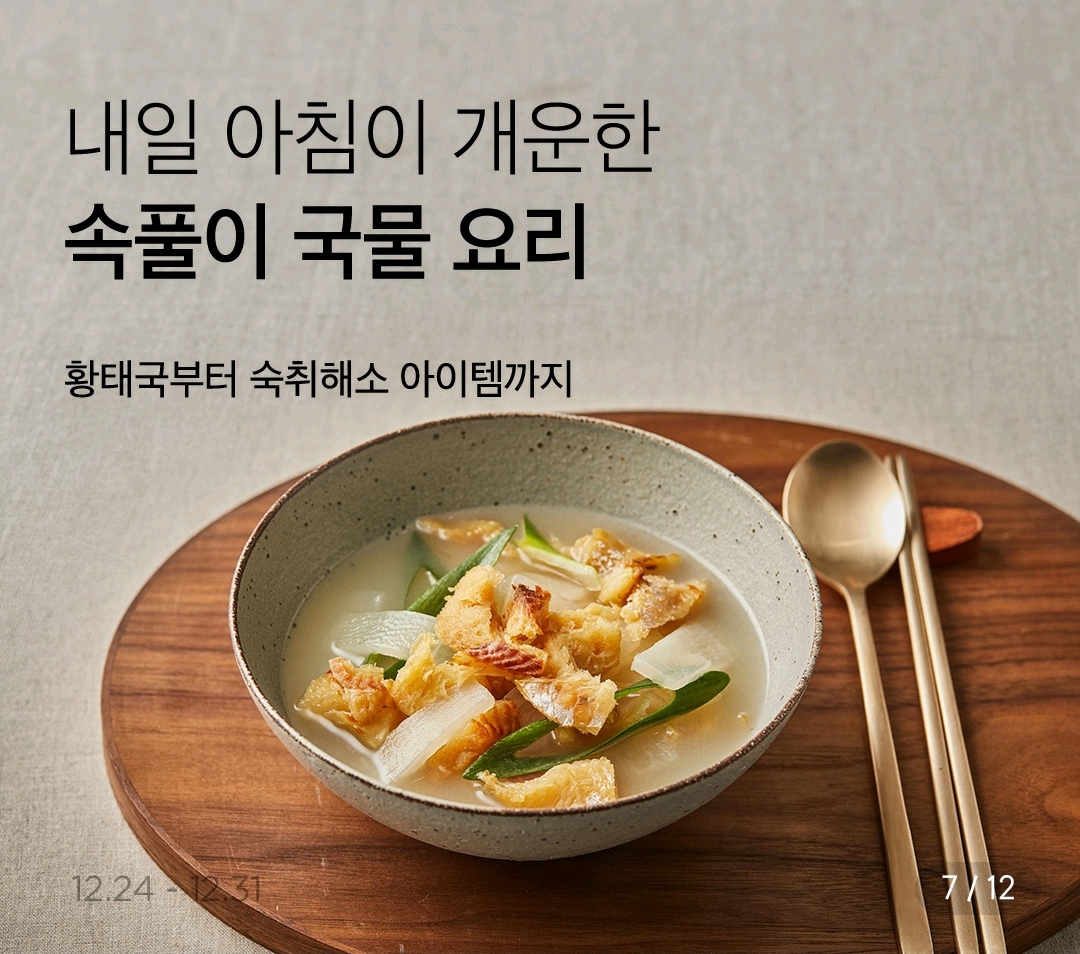 내일 아침이 개운한
속풀이 국물 요리
황태국부터 숙취해소 아이템까지
12.24 - 12.31
7 / 12